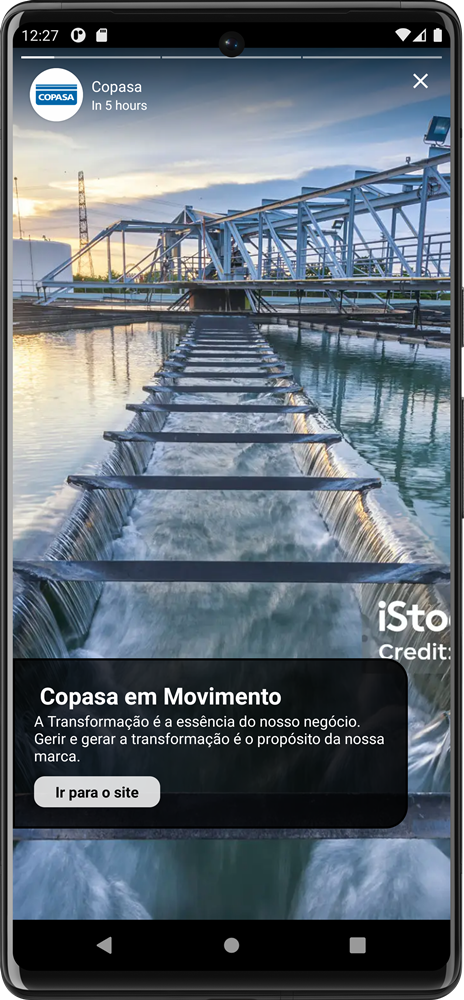 12:27
COPASA
Copasa
In 5 hours
iSto
Credit:
Copasa em Movimento
A Transformação é a essência do nosso negócio.
Gerir e gerar a transformação é o propósito da nossa
marca.
Ir para o site